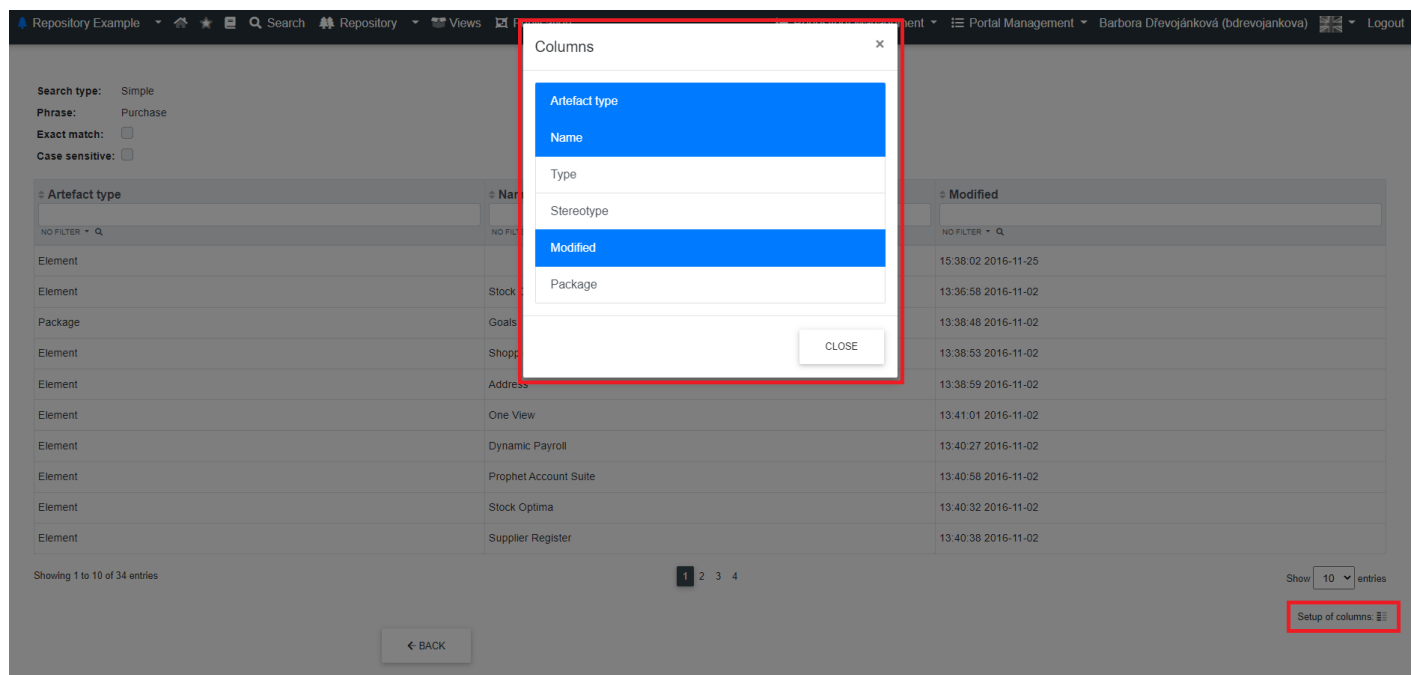 Repository Example Search Repository Views Portal Management Barbora Dřevojánková (bdrevojankova) Logout
Columns ×
Artefact type
Name
Type
Stereotype
Modified
Package
CLOSE
Search type: Simple
Phrase: Purchase
Exact match:
Case sensitive:
Artefact type Modified
NO FILTER NO FILTER
Element 15:38:02 2016-11-25
Element Stock 13:36:58 2016-11-02
Package Goals 13:38:48 2016-11-02
Element 13:38:53 2016-11-02
Element Address 13:38:59 2016-11-02
Element One View 13:41:01 2016-11-02
Element Dynamic Payroll 13:40:27 2016-11-02
Element Prophet Account Suite 13:40:58 2016-11-02
Element Stock Optima 13:40:32 2016-11-02
Element Supplier Register 13:40:38 2016-11-02
Showing 1 to 10 of 34 entries 1 2 3 4 Show 10 entries
Setup of columns:
BACK